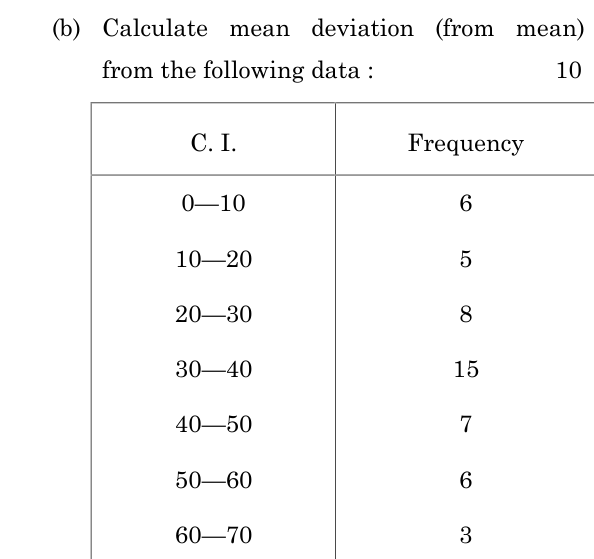 (b) Calculate mean deviation (from mean)
from the following data : 10
C. I. Frequency
0—10 6
10—20 5
20—30 8
30—40 15
40—50 7
50—60 6
60—70 3